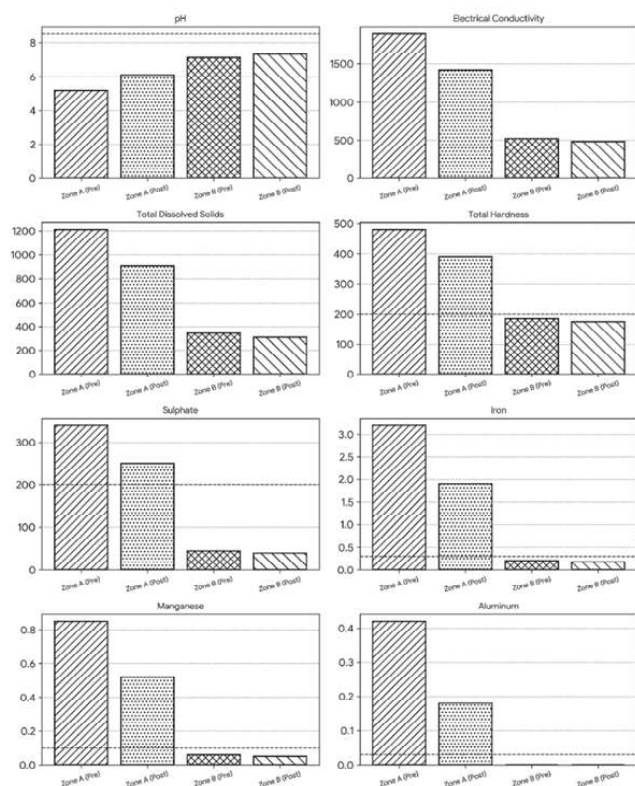 pH
8
6
4
2
0
Zone A (Pre)
Zone A (Post)
Zone B (Pre)
Zone B (Post)
Electrical Conductivity
1500
1000
500
0
Zone A (Pre)
Zone A (Post)
Zone B (Pre)
Zone B (Post)
Total Dissolved Solids
1200
1000
800
600
400
200
0
Zone A (Pre)
Zone A (Post)
Zone B (Pre)
Zone B (Post)
Total Hardness
500
400
300
200
100
0
Zone A (Pre)
Zone A (Post)
Zone B (Pre)
Zone B (Post)
Sulphate
300
200
100
0
Zone A (Pre)
Zone A (Post)
Zone B (Pre)
Zone B (Post)
Iron
3.0
2.5
2.0
1.5
1.0
0.5
0.0
Zone A (Pre)
Zone A (Post)
Zone B (Pre)
Zone B (Post)
Manganese
0.8
0.6
0.4
0.2
0.0
Zone A (Pre)
Zone A (Post)
Zone B (Pre)
Zone B (Post)
Aluminum
0.4
0.3
0.2
0.1
0.0
Zone A (Pre)
Zone A (Post)
Zone B (Pre)
Zone B (Post)